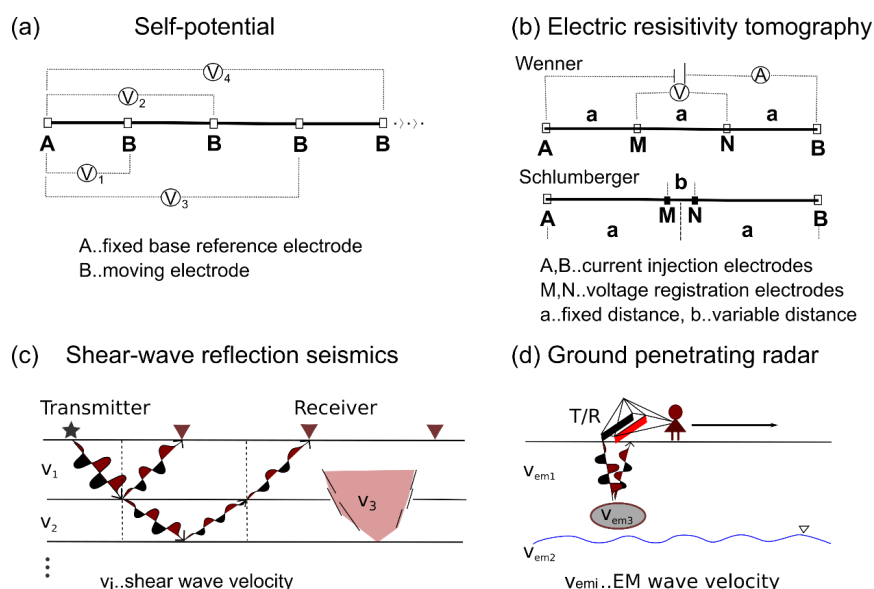 (a) Self-potential
V4
V2
A B B B B
V1
V3
A..fixed base reference electrode
B..moving electrode
(b) Electric resisitivity tomography
Wenner
A
V
a a a
A M N B
Schlumberger
b
A M N B
a a
A,B..current injection electrodes
M,N..voltage registration electrodes
a..fixed distance, b..variable distance
(c) Shear-wave reflection seismics
Transmitter Receiver
v1
v3
v2
vi..shear wave velocity
(d) Ground penetrating radar
T/R
vem1
vem3
vem2
vemi..EM wave velocity